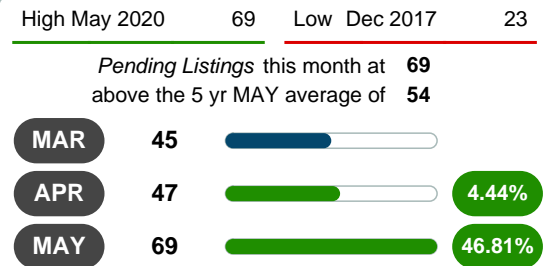 High May 2020 69 Low Dec 2017 23
Pending Listings this month at 69
above the 5 yr MAY average of 54
MAR 45
APR 47 4.44%
MAY 69 46.81%